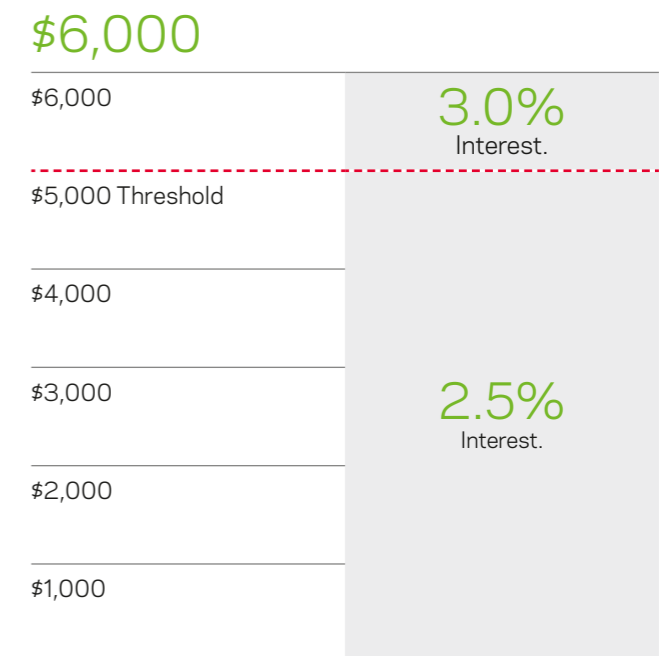 $6,000
$6,000
3.0%
Interest.
$5,000 Threshold
$4,000
$3,000
2.5%
Interest.
$2,000
$1,000